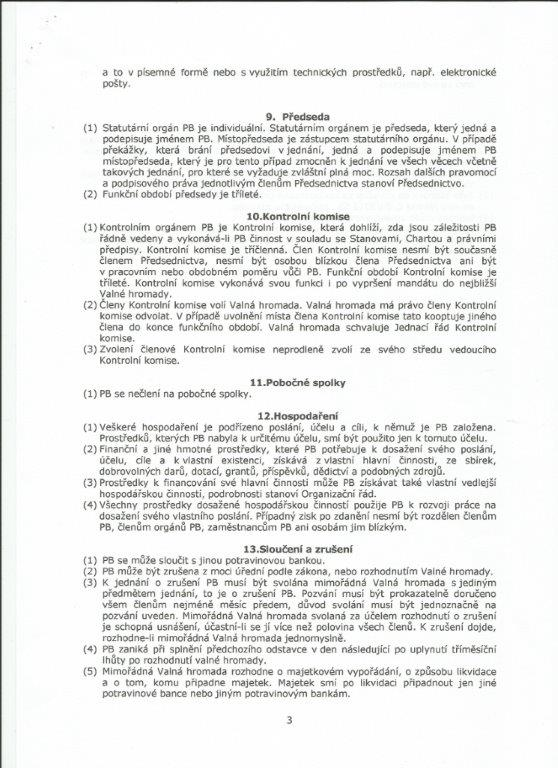 a to v písemné formě nebo s využitím technických prostředků, např. elektronické
pošty.
9. Předseda
(1) Statutární orgán PB je individuální. Statutárním orgánem je předseda, který jedná a
podepisuje jménem PB. Místopředseda je zástupcem statutárního orgánu. V případě
překážky, která brání předsedovi v jednání, jedná a podepisuje jménem PB
místopředseda, který je pro tento případ zmocněn k jednání ve všech věcech včetně
takových jednání, pro které se vyžaduje zvláštní plná moc. Rozsah dalších pravomocí
a podpisového práva jednotlivým členům Předsednictva stanoví Předsednictvo.
(2) Funkční období předsedy je tříleté.
10.Kontrolní komise
(1) Kontrolním orgánem PB je Kontrolní komise, která dohlíží, zda jsou záležitosti PB
řádně vedeny a vykonává-li PB činnost v souladu se Stanovami, Chartou a právními
předpisy. Kontrolní komise je tříčlenná. Člen Kontrolní komise nesmí být současně
členem Předsednictva, nesmí být osobou blízkou člena Předsednictva ani být
v pracovním nebo obdobném poměru vůči PB. Funkční období Kontrolní komise je
tříleté. Kontrolní komise vykonává svou funkci i po vypršení mandátu do nejbližší
Valné hromady.
(2) Členy Kontrolní komise volí Valná hromada. Valná hromada má právo členy Kontrolní
komise odvolat. V případě uvolnění místa člena Kontrolní komise tato kooptuje jiného
člena do konce funkčního období. Valná hromada schvaluje Jednací řád Kontrolní
komise.
(3) Zvolení členové Kontrolní komise neprodleně zvolí ze svého středu vedoucího
Kontrolní komise.
11.Pobočné spolky
(1) PB se nečlení na pobočné spolky.
12.Hospodaření
(1) Veškeré hospodaření je podřízeno poslání, účelu a cíli, k němuž je PB založena.
Prostředků, kterých PB nabyla k určitému účelu, smí být použito jen k tomuto účelu.
(2) Finanční a jiné hmotné prostředky, které PB potřebuje k dosažení svého poslání,
účelu, cíle a k vlastní existenci, získává z vlastní hlavní činnosti, ze sbírek,
dobrovolných darů, dotací, grantů, příspěvků, dědictví a podobných zdrojů.
(3) Prostředky k financování své hlavní činnosti může PB získávat také vlastní vedlejší
hospodářskou činností, podrobnosti stanoví Organizační řád.
(4) Všechny prostředky dosažené hospodářskou činností použije PB k rozvoji práce na
dosažení svého vlastního poslání. Případný zisk po zdanění nesmí být rozdělen členům
PB, členům orgánů PB, zaměstnancům PB ani osobám jim blízkým.
13.Sloučení a zrušení
(1) PB se může sloučit s jinou potravinovou bankou.
(2) PB může být zrušena z moci úřední podle zákona, nebo rozhodnutím Valné hromady.
(3) K jednání o zrušení PB musí být svolána mimořádná Valná hromada s jediným
předmětem jednání, to je o zrušení PB. Pozvání musí být prokazatelně doručeno
všem členům nejméně měsíc předem, důvod svolání musí být jednoznačně na
pozvání uveden. Mimořádná Valná hromada svolaná za účelem rozhodnutí o zrušení
je schopná usnášení, účastní-li se jí více než polovina všech členů. K zrušení dojde,
rozhodne-li mimořádná Valná hromada jednomyslně.
(4) PB zaniká při splnění předchozího odstavce v den následující po uplynutí tříměsíční
lhůty po rozhodnutí valné hromady.
(5) Mimořádná Valná hromada rozhodne o majetkovém vypořádání, o způsobu likvidace
a o tom, komu připadne majetek. Majetek smí po likvidaci připadnout jen jiné
potravinové bance nebo jiným potravinovým bankám.
3